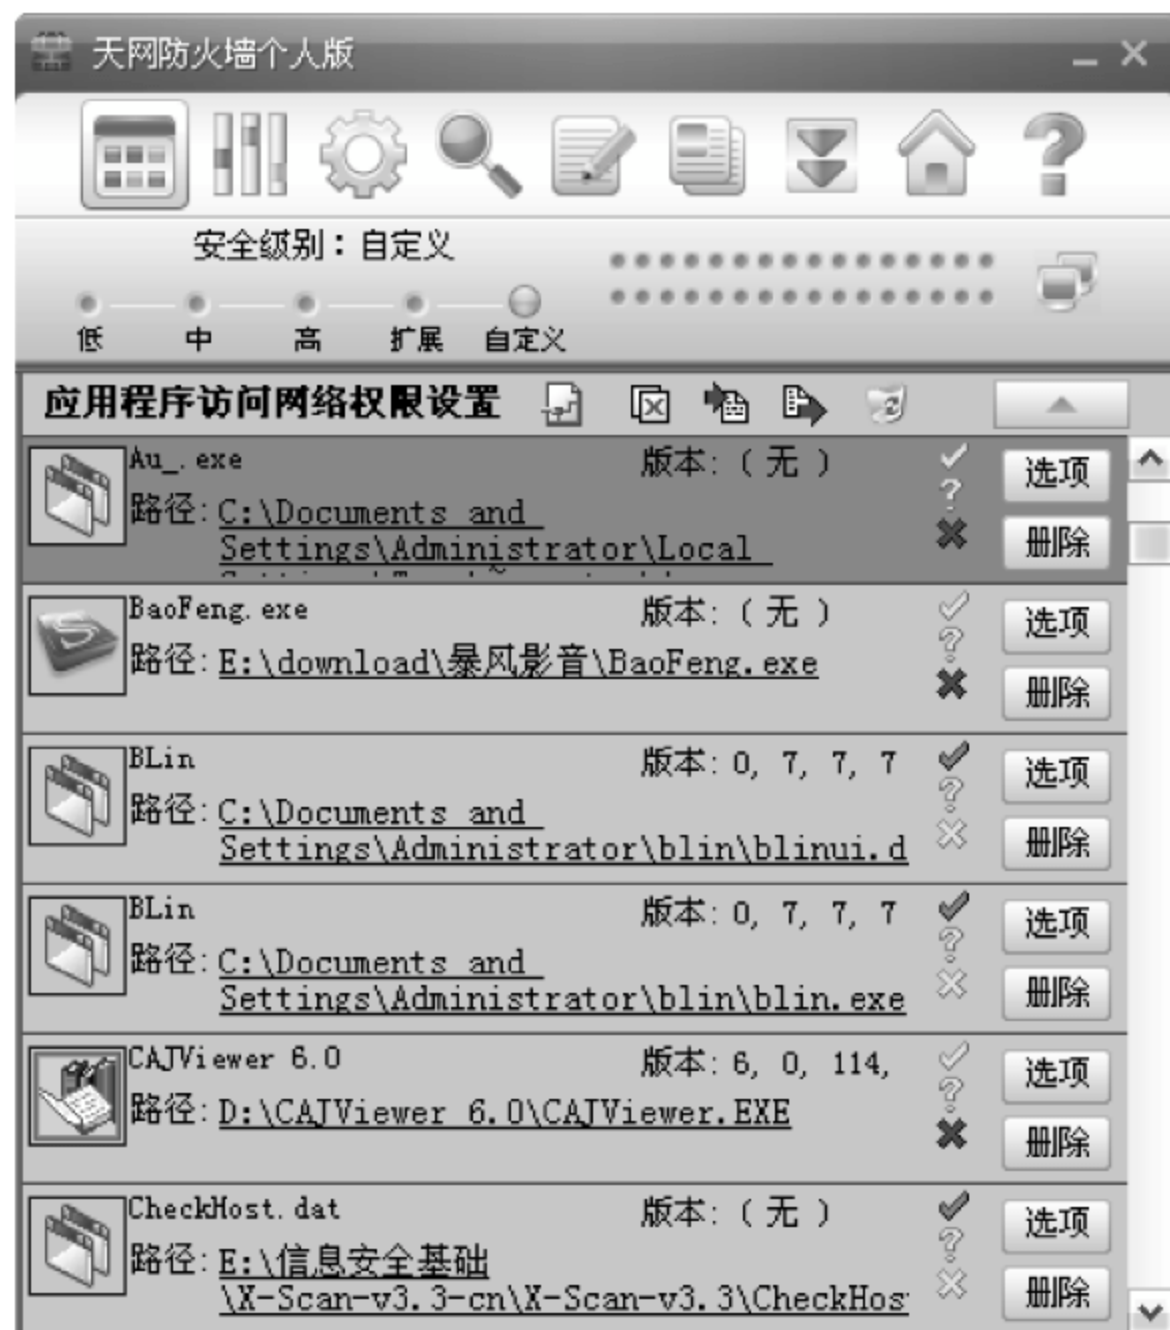 天网防火墙个人版
安全级别：自定义
低 中 高 扩展 自定义
应用程序访问网络权限设置
Au_.exe 版本：（无） 选项
路径：C:\Documents and
Settings\Administrator\Local 删除
BaoFeng.exe 版本：（无） 选项
路径：E:\download\暴风影音\BaoFeng.exe 删除
BLin 版本：0, 7, 7, 7 选项
路径：C:\Documents and
Settings\Administrator\blin\blinui.d 删除
BLin 版本：0, 7, 7, 7 选项
路径：C:\Documents and
Settings\Administrator\blin\blin.exe 删除
CAJViewer 6.0 版本：6, 0, 114, 选项
路径：D:\CAJViewer 6.0\CAJViewer.EXE 删除
CheckHost.dat 版本：（无） 选项
路径：E:\信息安全基础
\X-Scan-v3.3-cn\X-Scan-v3.3\CheckHos 删除